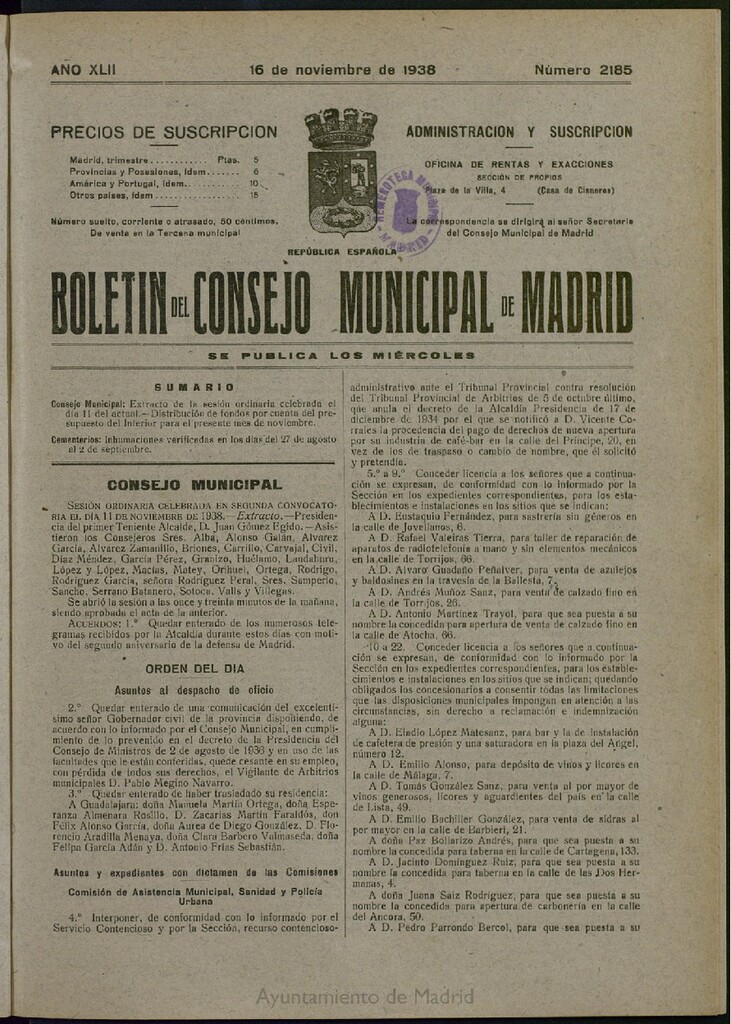 AÑO XLII 16 de noviembre de 1938 Número 2185
PRECIOS DE SUSCRIPCION
Madrid, trimestre............ Ptas. 5
Provincias y Posesiones, ídem...... 6
América y Portugal, ídem........... 10
Otros países, ídem................. 15
Número suelto, corriente o atrasado, 50 céntimos.
De venta en la Tercena municipal
ADMINISTRACION Y SUSCRIPCION
OFICINA DE RENTAS Y EXACCIONES
SECCIÓN DE PROPIOS
Plaza de la Villa, 4 (Casa de Cisneros)
La correspondencia se dirigirá al señor Secretario
del Consejo Municipal de Madrid
HEMEROTECA MUNICIPAL
MADRID
REPÚBLICA ESPAÑOLA
BOLETIN DEL CONSEJO MUNICIPAL DE MADRID
SE PUBLICA LOS MIÉRCOLES
SUMARIO
Consejo Municipal: Extracto de la sesión ordinaria celebrada el
día 11 del actual.—Distribución de fondos por cuenta del pre-
supuesto del Interior para el presente mes de noviembre.
Cementerios: Inhumaciones verificadas en los días del 27 de agosto
al 2 de septiembre.
CONSEJO MUNICIPAL
SESIÓN ORDINARIA CELEBRADA EN SEGUNDA CONVOCATO-
RIA EL DÍA 11 DE NOVIEMBRE DE 1938.—Extracto.—Presiden-
cia del primer Teniente Alcalde, D. Juan Gómez Egido.—Asis-
tieron los Consejeros Sres. Alba, Alonso Galán, Alvarez
García, Alvarez Zamanillo, Briones, Carrillo, Carvajal, Civil,
Díaz Méndez, García Pérez, Granizo, Huélamo, Landaburu,
López y López, Macías, Matey, Orihuel, Ortega, Rodrigo,
Rodríguez García, señora Rodríguez Peral, Sres. Samperio,
Sancho, Serrano Batanero, Sotoca, Valls y Villegas.
Se abrió la sesión a las once y treinta minutos de la mañana,
siendo aprobada el acta de la anterior.
ACUERDOS: 1.º Quedar enterado de los numerosos tele-
gramas recibidos por la Alcaldía durante estos días con moti-
vo del segundo aniversario de la defensa de Madrid.
ORDEN DEL DIA
Asuntos al despacho de oficio
2.º Quedar enterado de una comunicación del excelentí-
simo señor Gobernador civil de la provincia disponiendo, de
acuerdo con lo informado por el Consejo Municipal, en cumpli-
miento de lo prevenido en el decreto de la Presidencia del
Consejo de Ministros de 2 de agosto de 1936 y en uso de las
facultades que le están conferidas, quede cesante en su empleo,
con pérdida de todos sus derechos, el Vigilante de Arbitrios
municipales D. Pablo Megino Navarro.
3.º Quedar enterado de haber trasladado su residencia:
A Guadalajara: doña Manuela Martín Ortega, doña Espe-
ranza Almenara Rosillo, D. Zacarías Martín Faraldós, don
Félix Alonso García, doña Aurea de Diego González, D. Flo-
rencio Aradilla Menaya, doña Clara Barbero Valmaseda, doña
Felipa García Adán y D. Antonio Frías Sebastián.
Asuntos y expedientes con dictamen de las Comisiones
Comisión de Asistencia Municipal, Sanidad y Policía
Urbana
4.º Interponer, de conformidad con lo informado por el
Servicio Contencioso y por la Sección, recurso contencioso-
administrativo ante el Tribunal Provincial contra resolución
del Tribunal Provincial de Arbitrios de 5 de octubre último,
que anula el decreto de la Alcaldía Presidencia de 17 de
diciembre de 1934 por el que se notificó a D. Vicente Co-
rrales la procedencia del pago de derechos de nueva apertura
por su industria de café-bar en la calle del Príncipe, 20, en
vez de los de traspaso o cambio de nombre, que él solicitó
y pretendía.
5.º a 9.º Conceder licencia a los señores que a continua-
ción se expresan, de conformidad con lo informado por la
Sección en los expedientes correspondientes, para los esta-
blecimientos e instalaciones en los sitios que se indican:
A D. Eustaquio Fernández, para sastrería sin géneros en
la calle de Jovellanos, 6.
A D. Rafael Valeiras Tierra, para taller de reparación de
aparatos de radiotelefonía a mano y sin elementos mecánicos
en la calle de Torrijos, 66.
A D. Alvaro Guadaño Peñalver, para venta de azulejos
y baldosines en la travesía de la Ballesta, 7.
A D. Andrés Muñoz Sanz, para venta de calzado fino en
la calle de Torrijos, 26.
A D. Antonio Martínez Trayol, para que sea puesta a su
nombre la concedida para apertura de venta de calzado fino en
la calle de Atocha, 66.
10 a 22. Conceder licencia a los señores que a continua-
ción se expresan, de conformidad con lo informado por la
Sección en los expedientes correspondientes, para los estable-
cimientos e instalaciones en los sitios que se indican; quedando
obligados los concesionarios a consentir todas las limitaciones
que las disposiciones municipales impongan en atención a las
circunstancias, sin derecho a reclamación e indemnización
alguna:
A D. Eladio López Matesanz, para bar y la de instalación
de cafetera de presión y una saturadora en la plaza del Angel,
número 12.
A D. Emilio Alonso, para depósito de vinos y licores en
la calle de Málaga, 7.
A D. Tomás González Sanz, para venta al por mayor de
vinos generosos, licores y aguardientes del país en la calle
de Lista, 49.
A D. Emilio Bachiller González, para venta de sidras al
por mayor en la calle de Barbieri, 21.
A doña Paz Bollarizo Andrés, para que sea puesta a su
nombre la concedida para taberna en la calle de Cartagena, 133.
A D. Jacinto Domínguez Ruiz, para que sea puesta a su
nombre la concedida para taberna en la calle de las Dos Her-
manas, 4.
A doña Juana Saiz Rodríguez, para que sea puesta a su
nombre la concedida para apertura de carbonería en la calle
del Ancora, 50.
A D. Pedro Parrondo Bercol, para que sea puesta a su
Ayuntamiento de Madrid